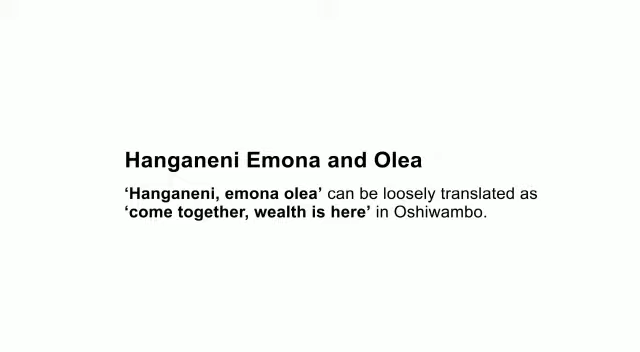 Hanganeni Emona and Olea
‘Hanganeni, emona olea’ can be loosely translated as
‘come together, wealth is here’ in Oshiwambo.